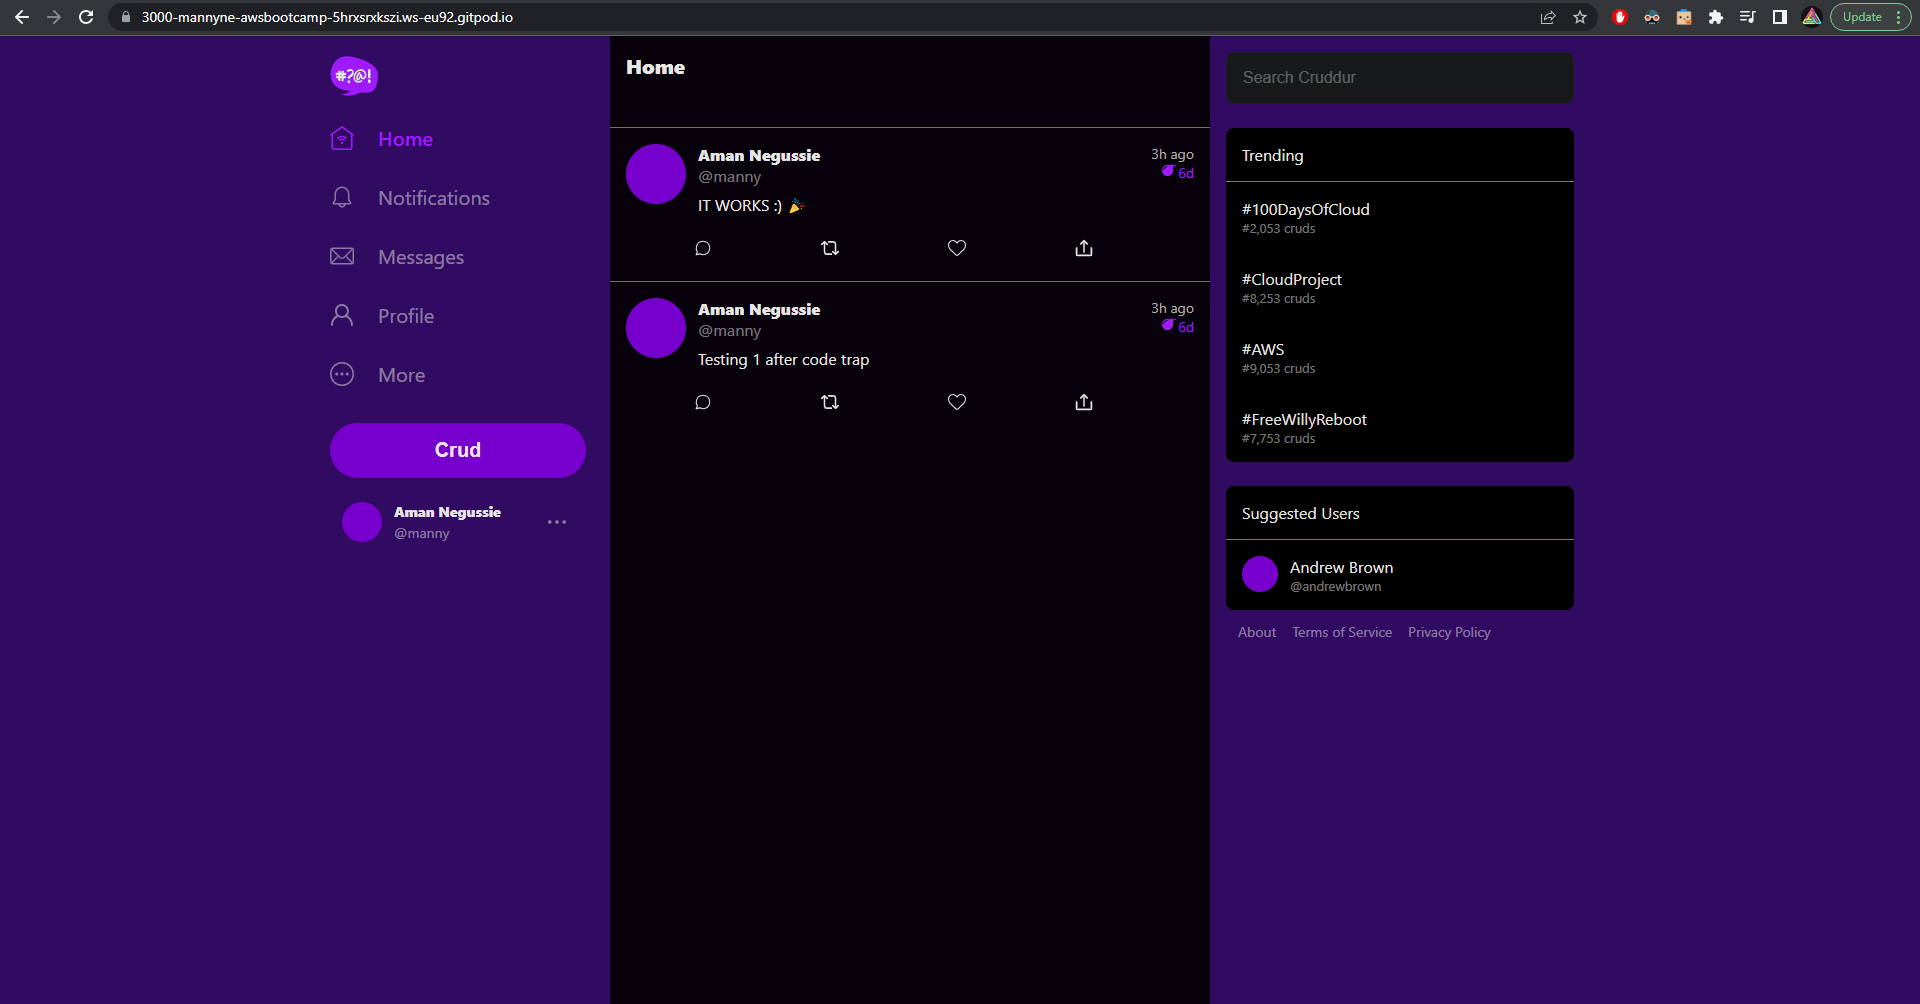 3000-mannyne-awsbootcamp-5hrxsrxkszi.ws-eu92.gitpod.io
Update
#?@!
Home
Notifications
Messages
Profile
More
Crud
Aman Negussie
@manny
Home
Aman Negussie
@manny
3h ago
6d
IT WORKS :) 🎉
Aman Negussie
@manny
3h ago
6d
Testing 1 after code trap
Search Cruddur
Trending
#100DaysOfCloud
#2,053 cruds
#CloudProject
#8,253 cruds
#AWS
#9,053 cruds
#FreeWillyReboot
#7,753 cruds
Suggested Users
Andrew Brown
@andrewbrown
About Terms of Service Privacy Policy